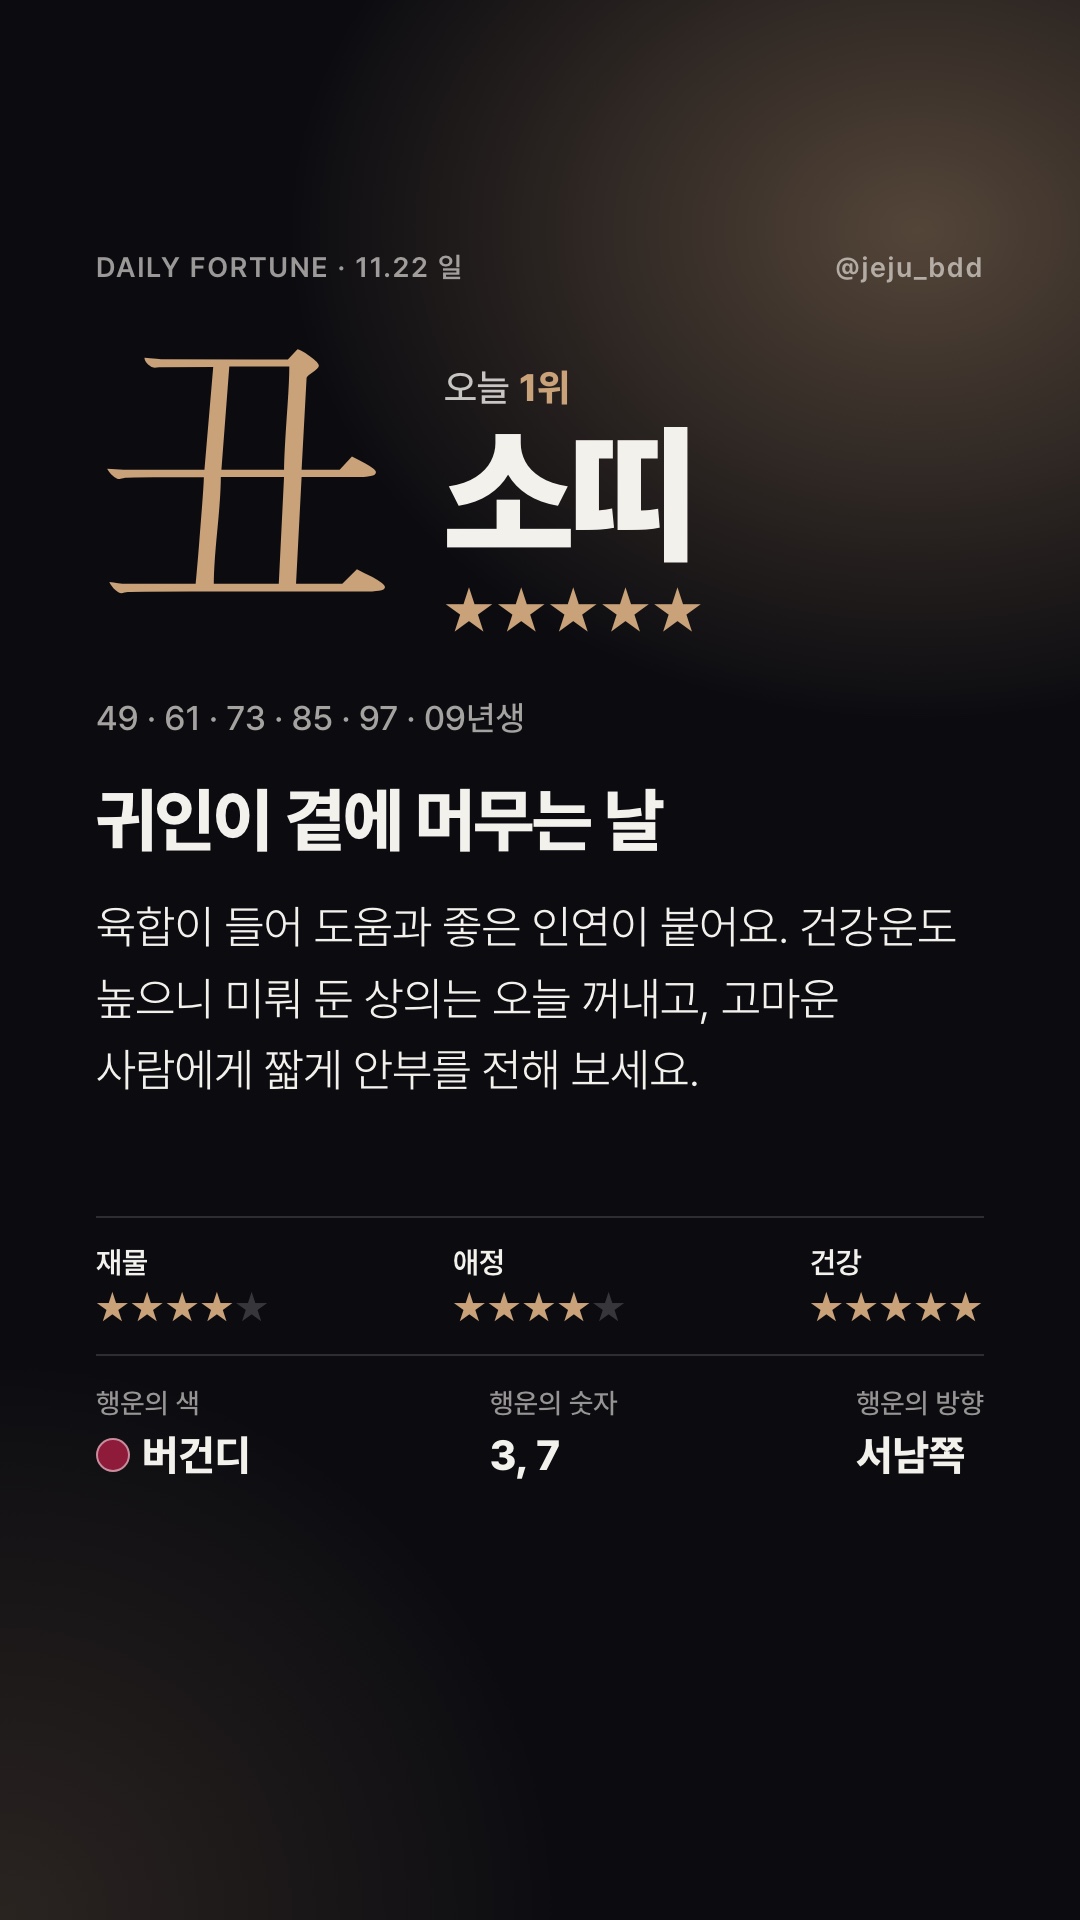 DAILY FORTUNE · 11.22 일
@jeju_bdd
丑
오늘 1위
소띠
★★★★★
49 · 61 · 73 · 85 · 97 · 09년생
귀인이 곁에 머무는 날
육합이 들어 도움과 좋은 인연이 붙어요. 건강운도
높으니 미뤄 둔 상의는 오늘 꺼내고, 고마운
사람에게 짧게 안부를 전해 보세요.
재물 애정 건강
★★★★★ ★★★★★ ★★★★★
행운의 색 행운의 숫자 행운의 방향
버건디 3, 7 서남쪽